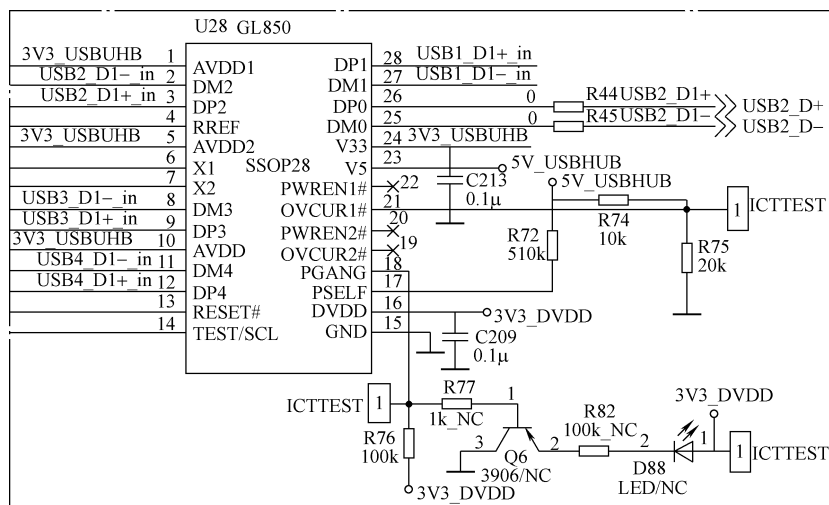 U28 GL850
3V3_USBUHB 1 AVDD1 DP1 28 USB1_D1+_in
USB2_D1-_in 2 DM2 DM1 27 USB1_D1-_in
USB2_D1+_in 3 DP2 DP0 26 0 R44 USB2_D1+ USB2_D+
4 RREF DM0 25 0 R45 USB2_D1- USB2_D-
3V3_USBUHB 5 AVDD2 V33 24 3V3_USBUHB
6 X1 SSOP28 V5 23 5V_USBHUB
7 X2 PWREN1# 22 C213 0.1μ 5V_USBHUB
USB3_D1-_in 8 DM3 OVCUR1# 21 R74 10k 1 ICTTEST
USB3_D1+_in 9 DP3 PWREN2# 20 R72 510k R75 20k
3V3_USBUHB 10 AVDD OVCUR2# 19
USB4_D1-_in 11 DM4 PGANG 18
USB4_D1+_in 12 DP4 PSELF 17
13 RESET# DVDD 16 3V3_DVDD
14 TEST/SCL GND 15 C209 0.1μ
ICTTEST 1 R77 1k_NC 1 R82 100k_NC 3V3_DVDD
R76 100k 3 2 2 1 1 ICTTEST
Q6 3906/NC D88 LED/NC
3V3_DVDD